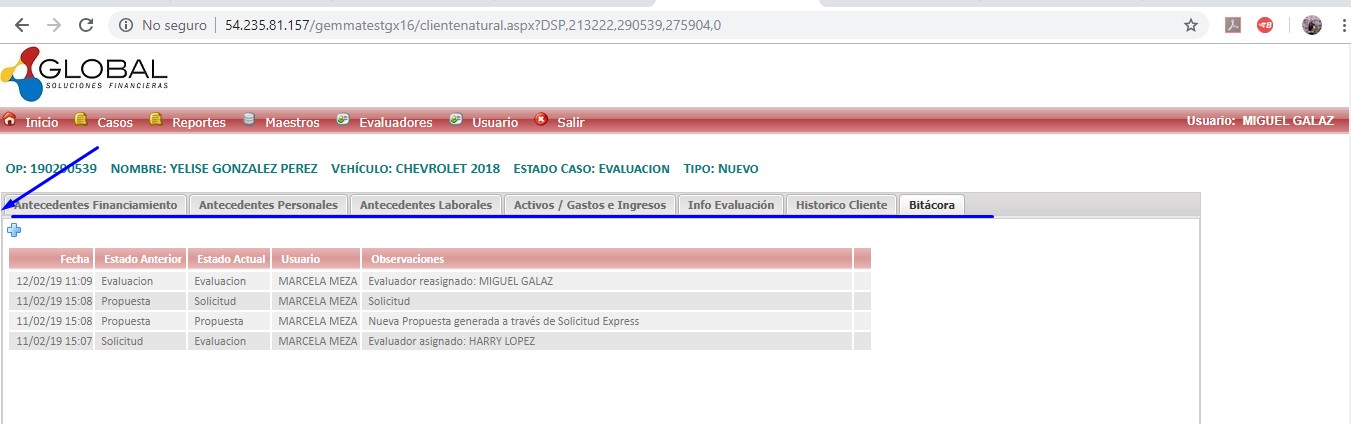 No seguro | 54.235.81.157/gemmatestgx16/clientenatural.aspx?DSP,213222,290539,275904,0
GLOBAL
SOLUCIONES FINANCIERAS
Inicio Casos Reportes Maestros Evaluadores Usuario Salir Usuario: MIGUEL GALAZ
OP: 190290539 NOMBRE: YELISE GONZALEZ PEREZ VEHÍCULO: CHEVROLET 2018 ESTADO CASO: EVALUACION TIPO: NUEVO
Antecedentes Financiamiento Antecedentes Personales Antecedentes Laborales Activos / Gastos e Ingresos Info Evaluación Historico Cliente Bitácora
Fecha Estado Anterior Estado Actual Usuario Observaciones
12/02/19 11:09 Evaluacion Evaluacion MARCELA MEZA Evaluador reasignado: MIGUEL GALAZ
11/02/19 15:08 Propuesta Solicitud MARCELA MEZA Solicitud
11/02/19 15:08 Propuesta Propuesta MARCELA MEZA Nueva Propuesta generada a través de Solicitud Express
11/02/19 15:07 Solicitud Evaluacion MARCELA MEZA Evaluador asignado: HARRY LOPEZ